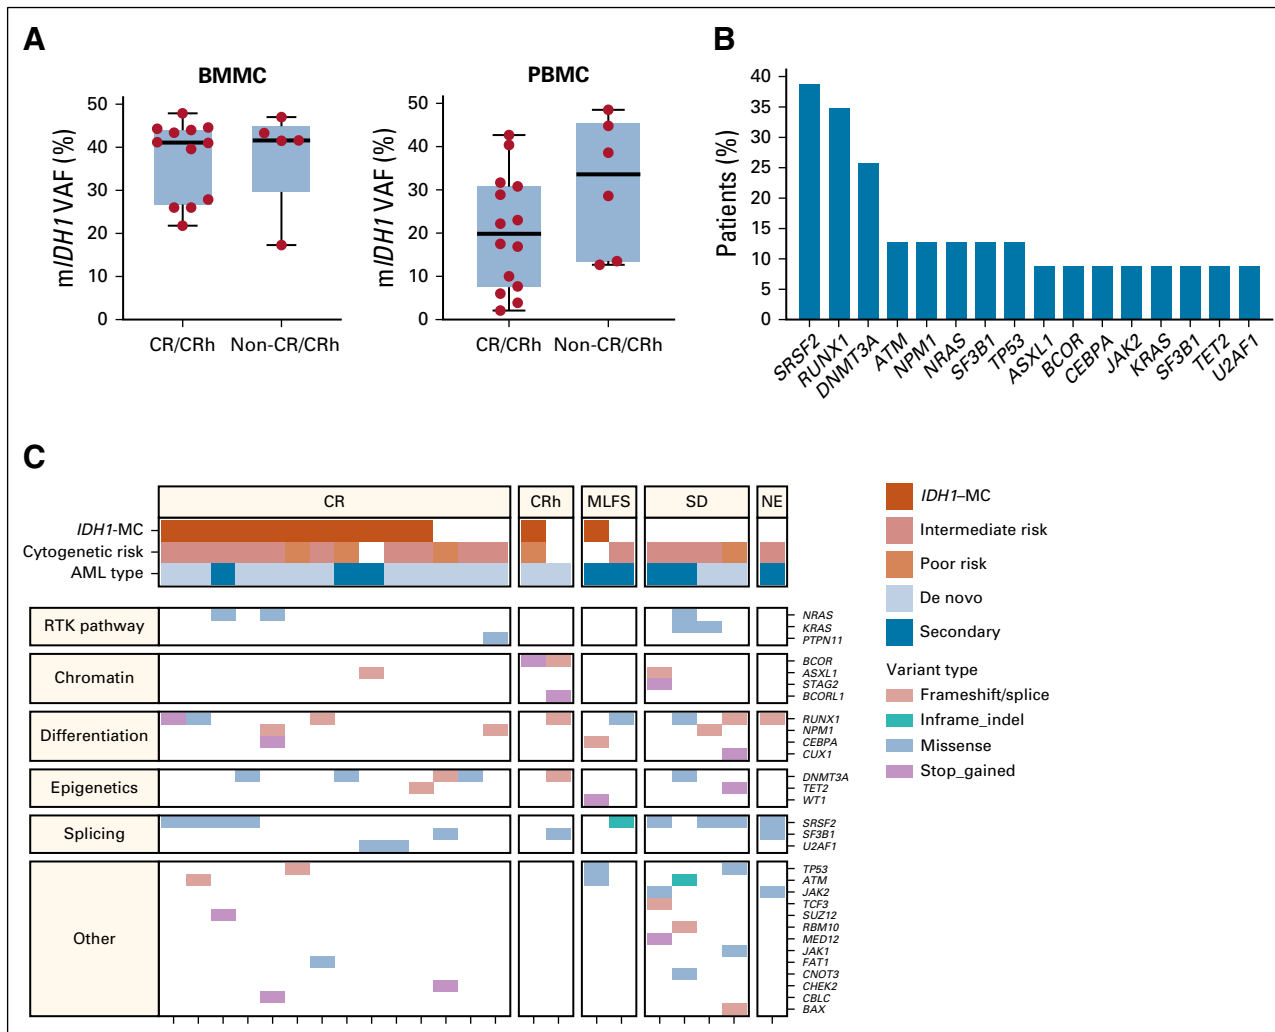 A
BMMC
mIDH1 VAF (%)
50
40
30
20
10
0
CR/CRh Non-CR/CRh
PBMC
mIDH1 VAF (%)
50
40
30
20
10
0
CR/CRh Non-CR/CRh
B
Patients (%)
40
35
30
25
20
15
10
5
0
SRSF2
RUNX1
DNMT3A
ATM
NPM1
NRAS
SF3B1
TP53
ASXL1
BCOR
CEBPA
JAK2
KRAS
SF3B1
TET2
U2AF1
C
CR CRh MLFS SD NE
IDH1-MC
Cytogenetic risk
AML type
RTK pathway
NRAS
KRAS
PTPN11
Chromatin
BCOR
ASXL1
STAG2
BCORL1
Differentiation
RUNX1
NPM1
CEBPA
CUX1
Epigenetics
DNMT3A
TET2
WT1
Splicing
SRSF2
SF3B1
U2AF1
Other
TP53
ATM
JAK2
TCF3
SUZ12
RBM10
MED12
JAK1
FAT1
CNOT3
CHEK2
CBLC
BAX
IDH1–MC
Intermediate risk
Poor risk
De novo
Secondary
Variant type
Frameshift/splice
Inframe_indel
Missense
Stop_gained